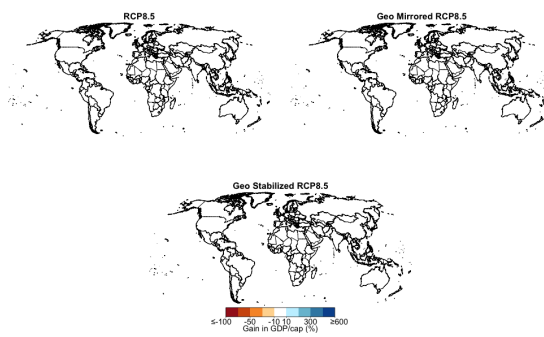 RCP8.5
Geo Mirrored RCP8.5
Geo Stabilized RCP8.5
≤-100 -50 -10 10 300 ≥600
Gain in GDP/cap (%)